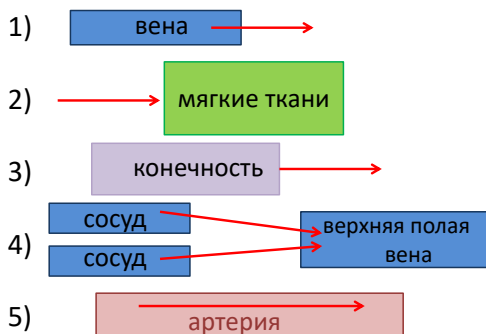 1) вена
2) мягкие ткани
3) конечность
4) сосуд
сосуд
верхняя полая
вена
5) артерия